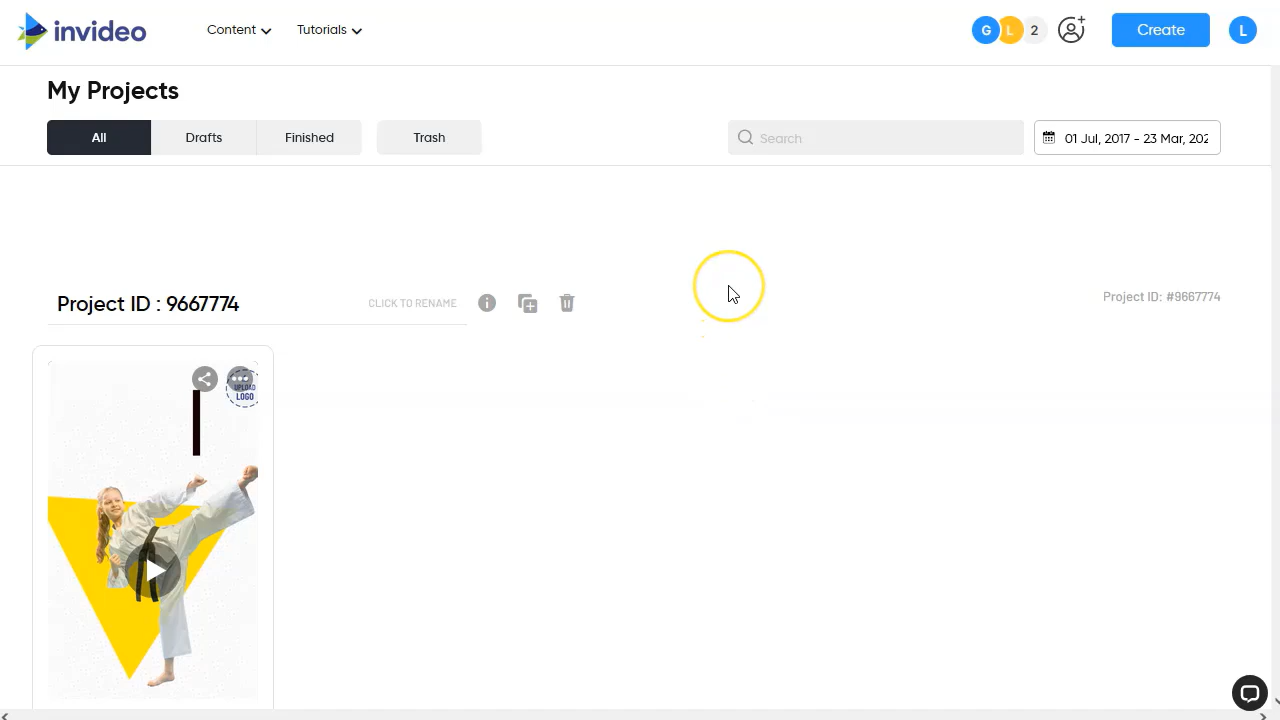 invideo
Content
Tutorials
G L 2
Create
L
My Projects
All
Drafts
Finished
Trash
Search
01 Jul, 2017 - 23 Mar, 202
Project ID : 9667774
CLICK TO RENAME
Project ID: #9667774
UPLOAD
LOGO